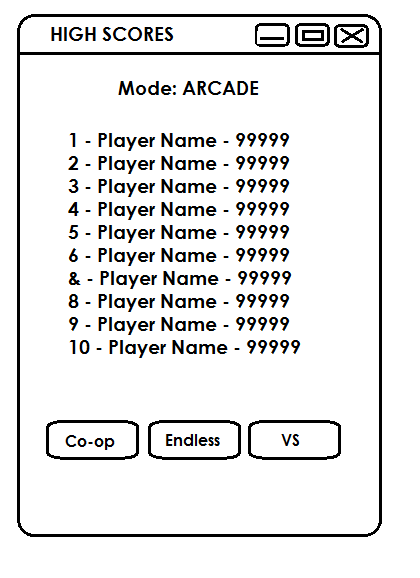 HIGH SCORES
Mode: ARCADE
1 - Player Name - 99999
2 - Player Name - 99999
3 - Player Name - 99999
4 - Player Name - 99999
5 - Player Name - 99999
6 - Player Name - 99999
& - Player Name - 99999
8 - Player Name - 99999
9 - Player Name - 99999
10 - Player Name - 99999
Co-op Endless VS